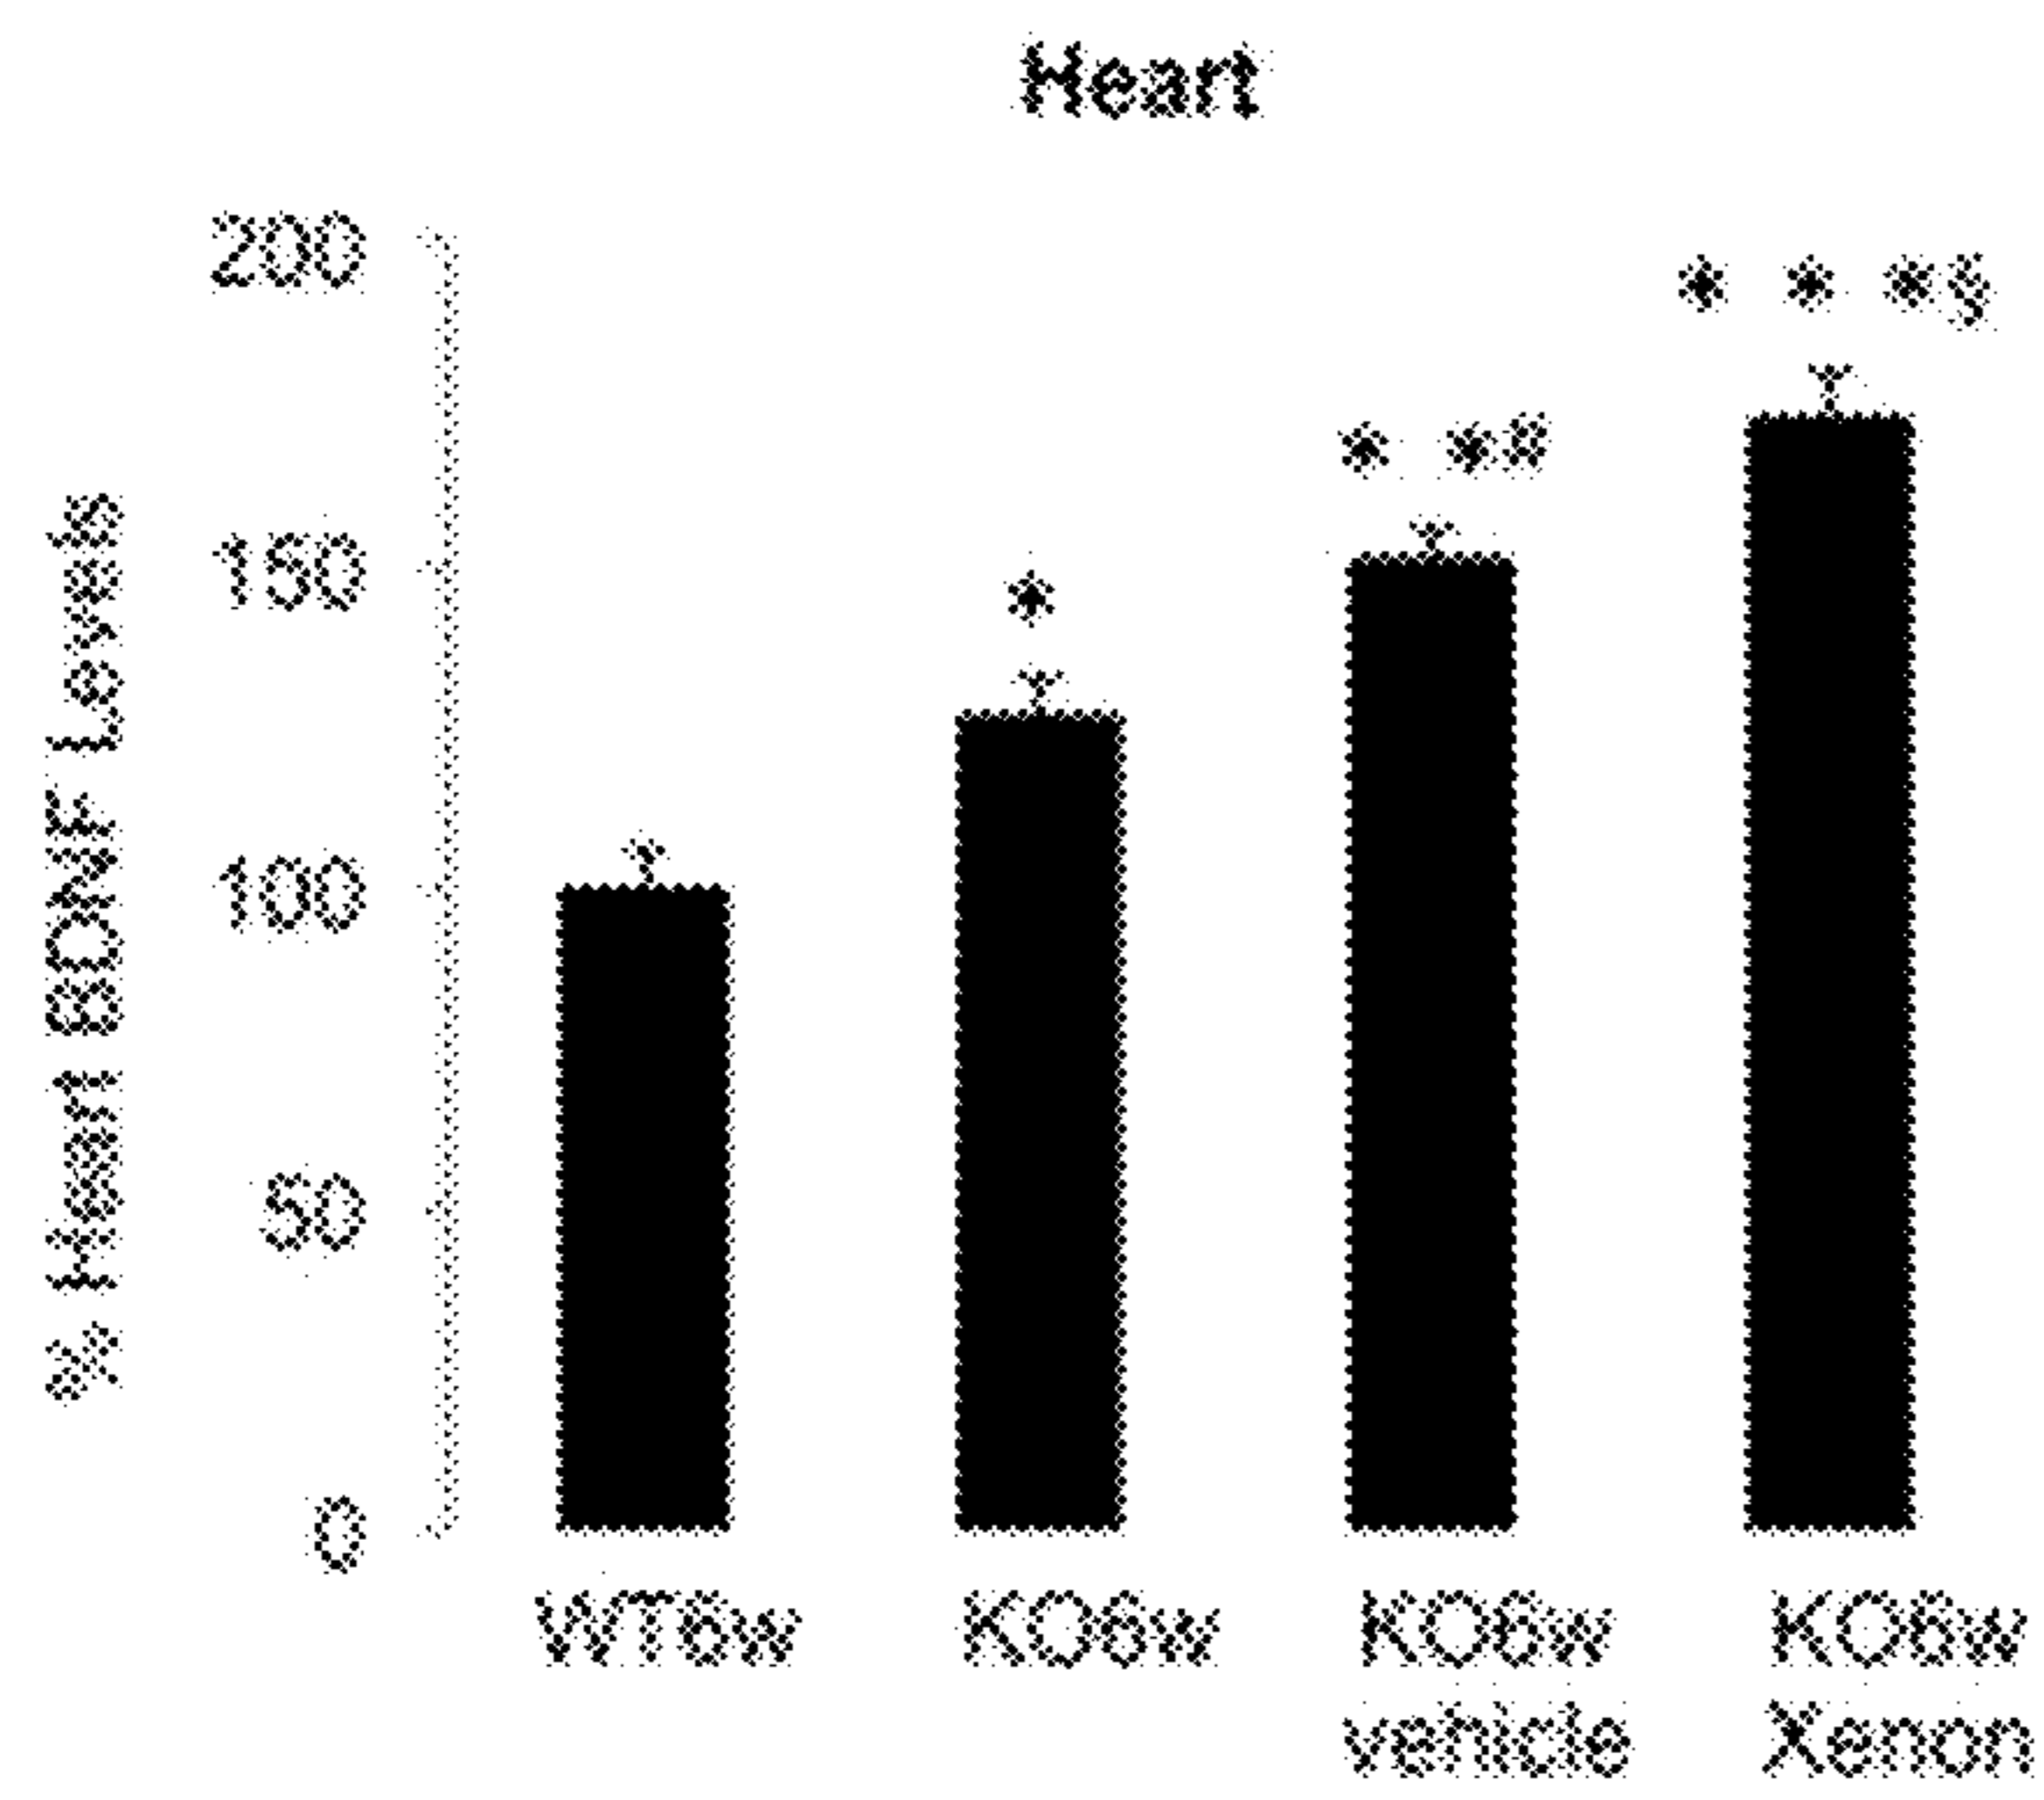 Heart
% Heart BDNF Levels
200
150
100
50
0
*
* *#
* * *§
WT6w
KO6w
KO6w
vehicle
KO6w
Xenon